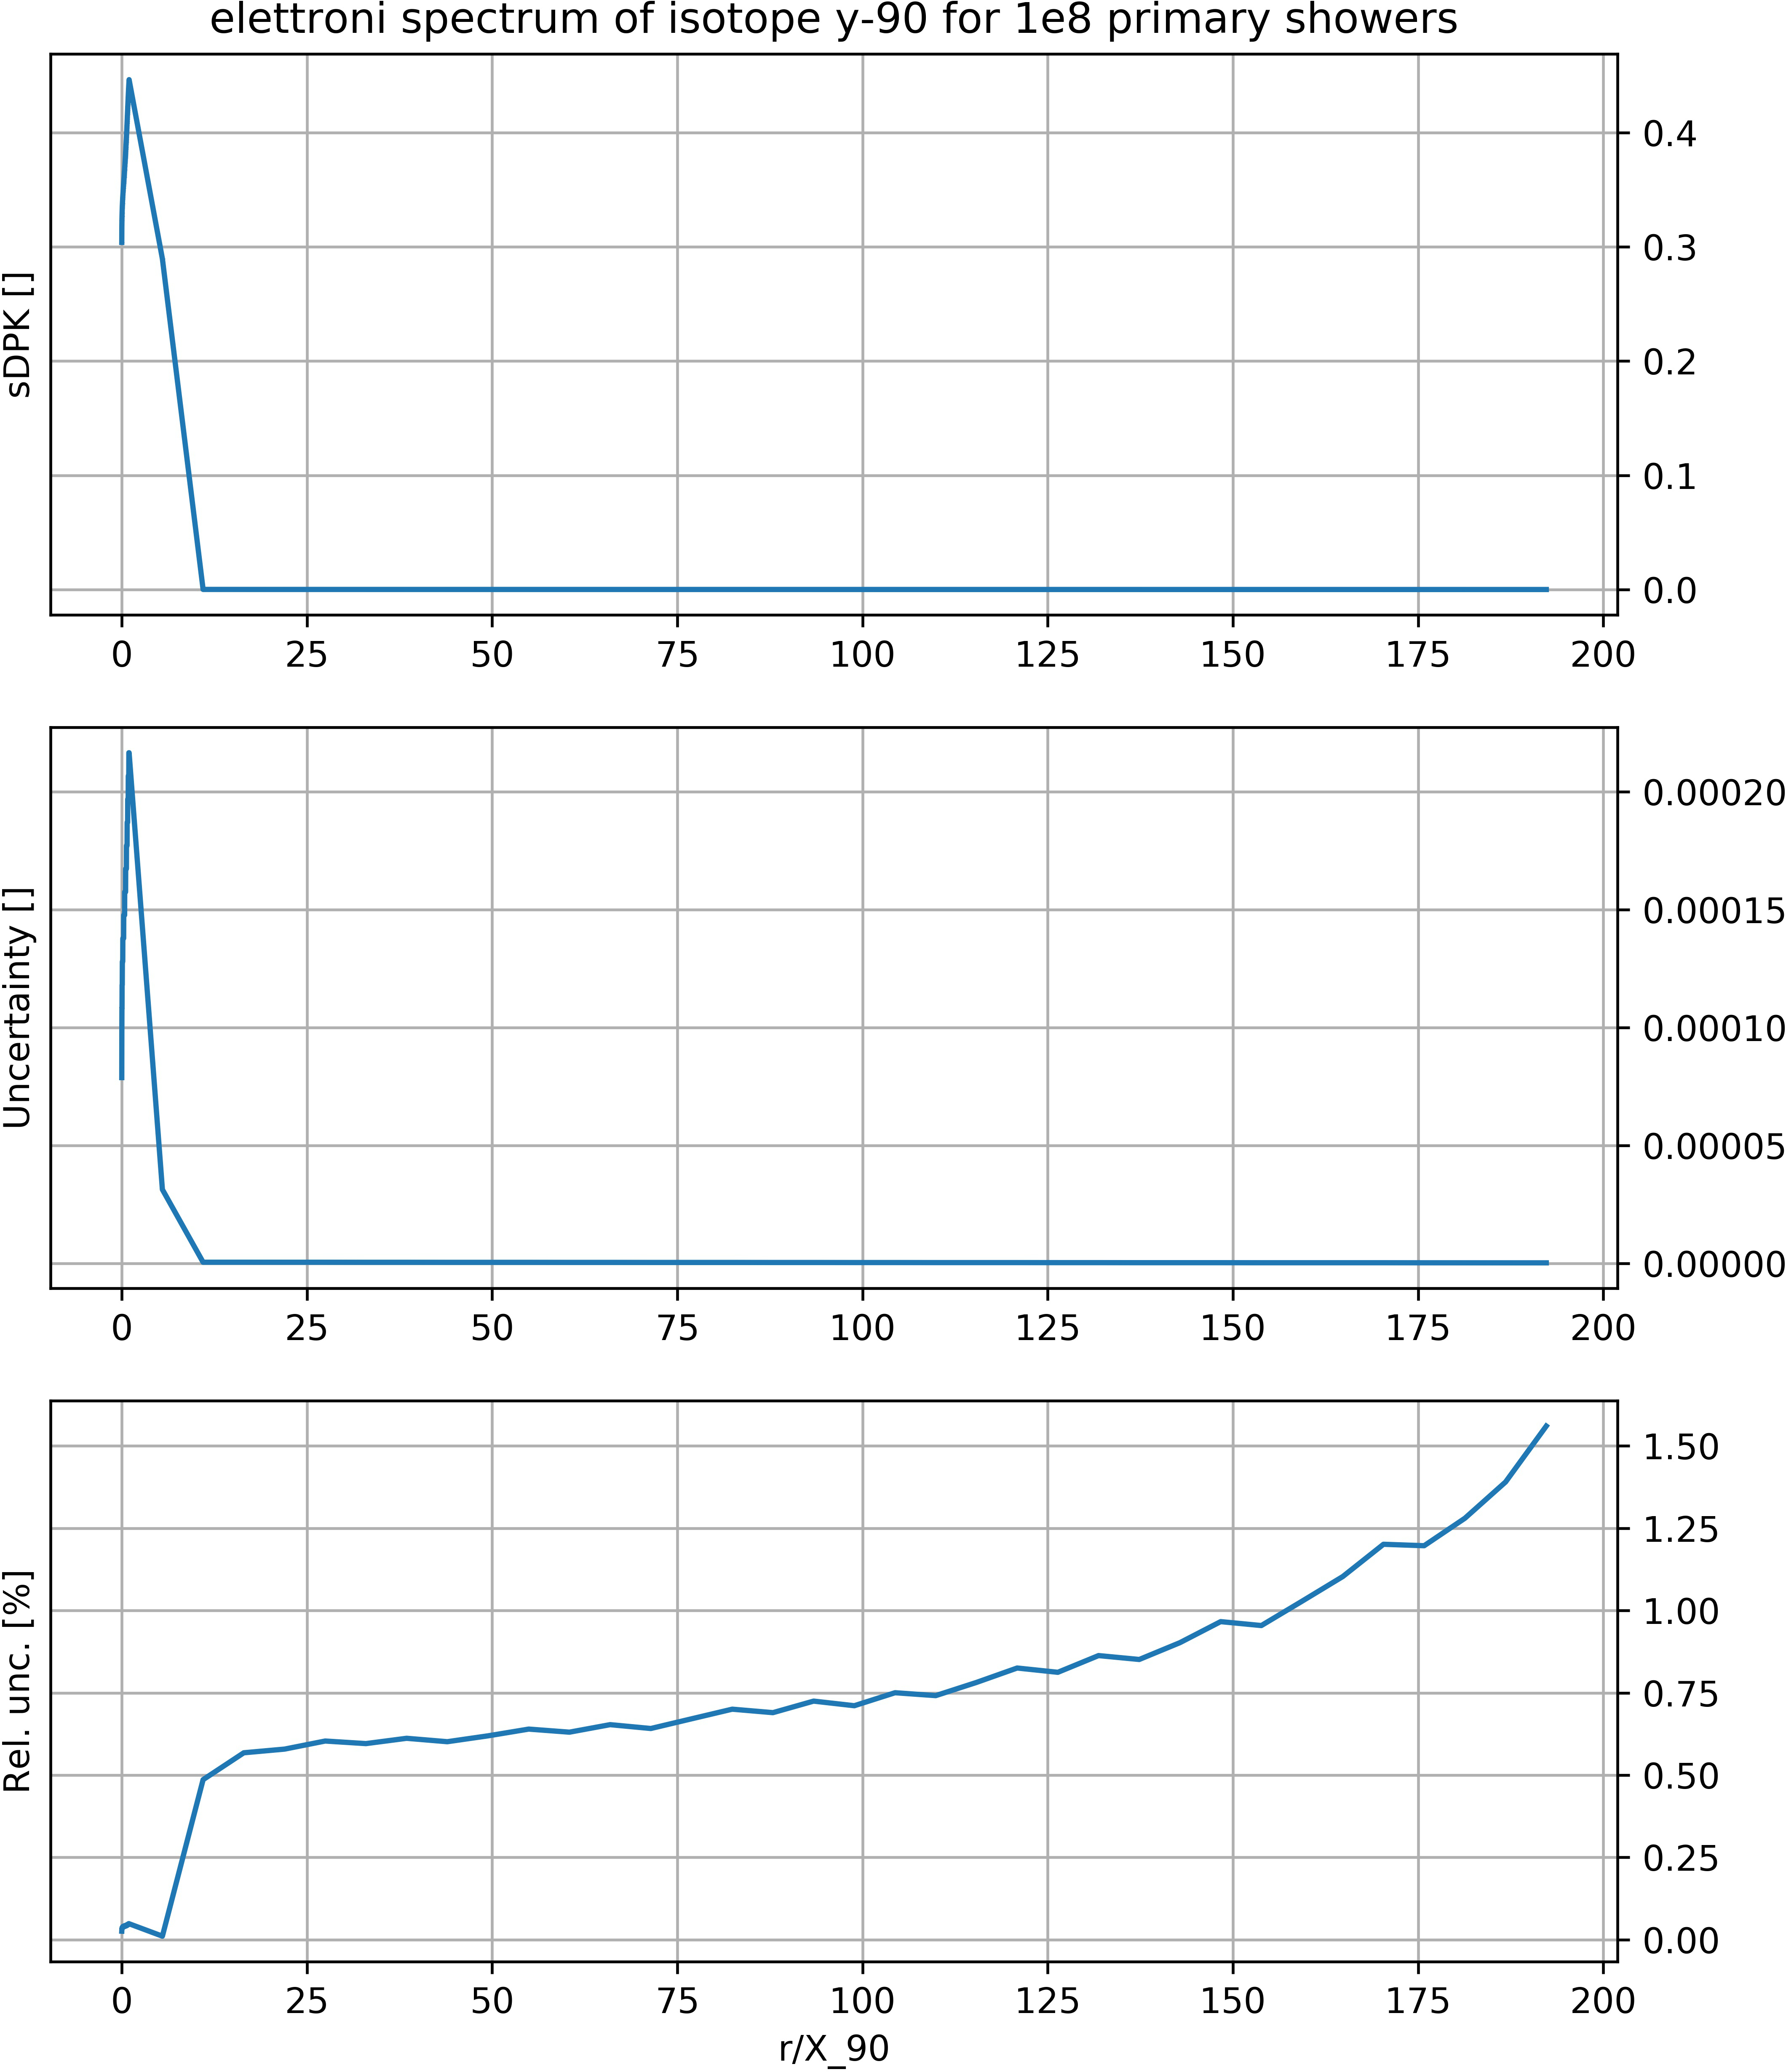 elettroni spectrum of isotope y-90 for 1e8 primary showers
sDPK []
0.4
0.3
0.2
0.1
0.0
0 25 50 75 100 125 150 175 200
Uncertainty []
0.00020
0.00015
0.00010
0.00005
0.00000
0 25 50 75 100 125 150 175 200
Rel. unc. [%]
1.50
1.25
1.00
0.75
0.50
0.25
0.00
0 25 50 75 100 125 150 175 200
r/X_90